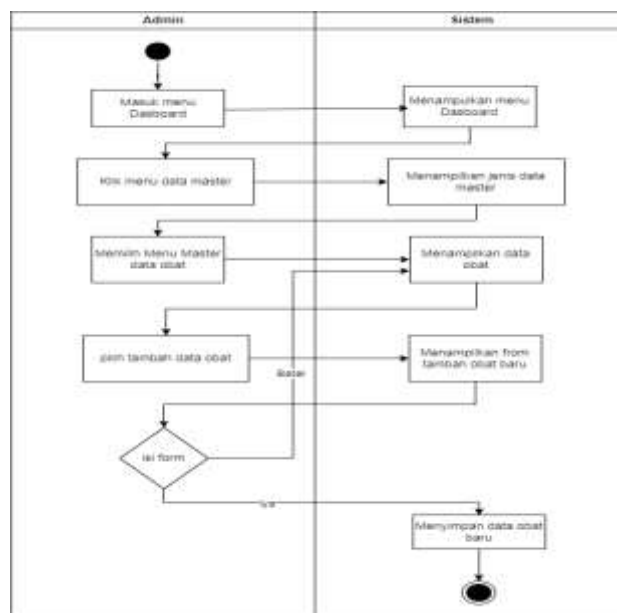 Admin
Sistem
Masuk menu
Dasboard
Menampilkan menu
Dasboard
Klik menu data master
Menampilkan jenis data
master
Memilih Menu Master
data obat
Menampilkan data
obat
pilih tambah data obat
Menampilkan from
tambah obat baru
Batal
isi form
Menyimpan data obat
baru